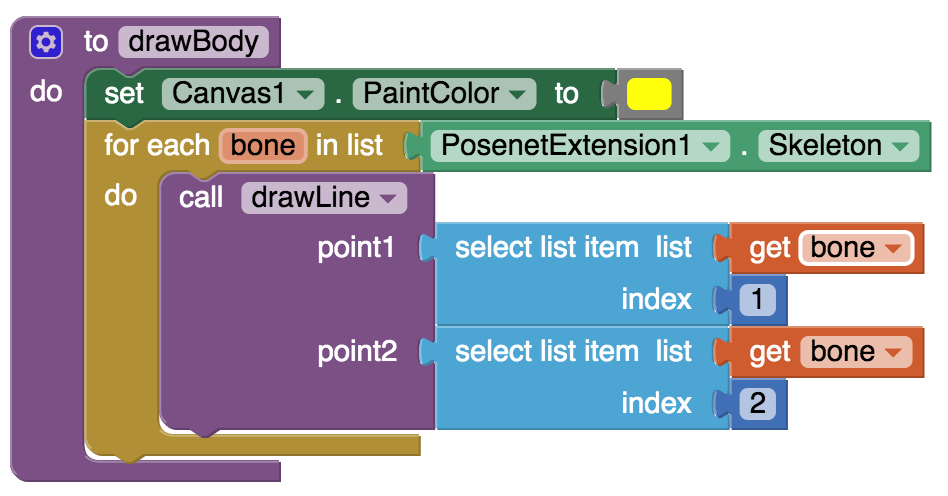 to drawBody
do set Canvas1 . PaintColor to
for each bone in list PosenetExtension1 . Skeleton
do call drawLine
point1 select list item list get bone
index 1
point2 select list item list get bone
index 2